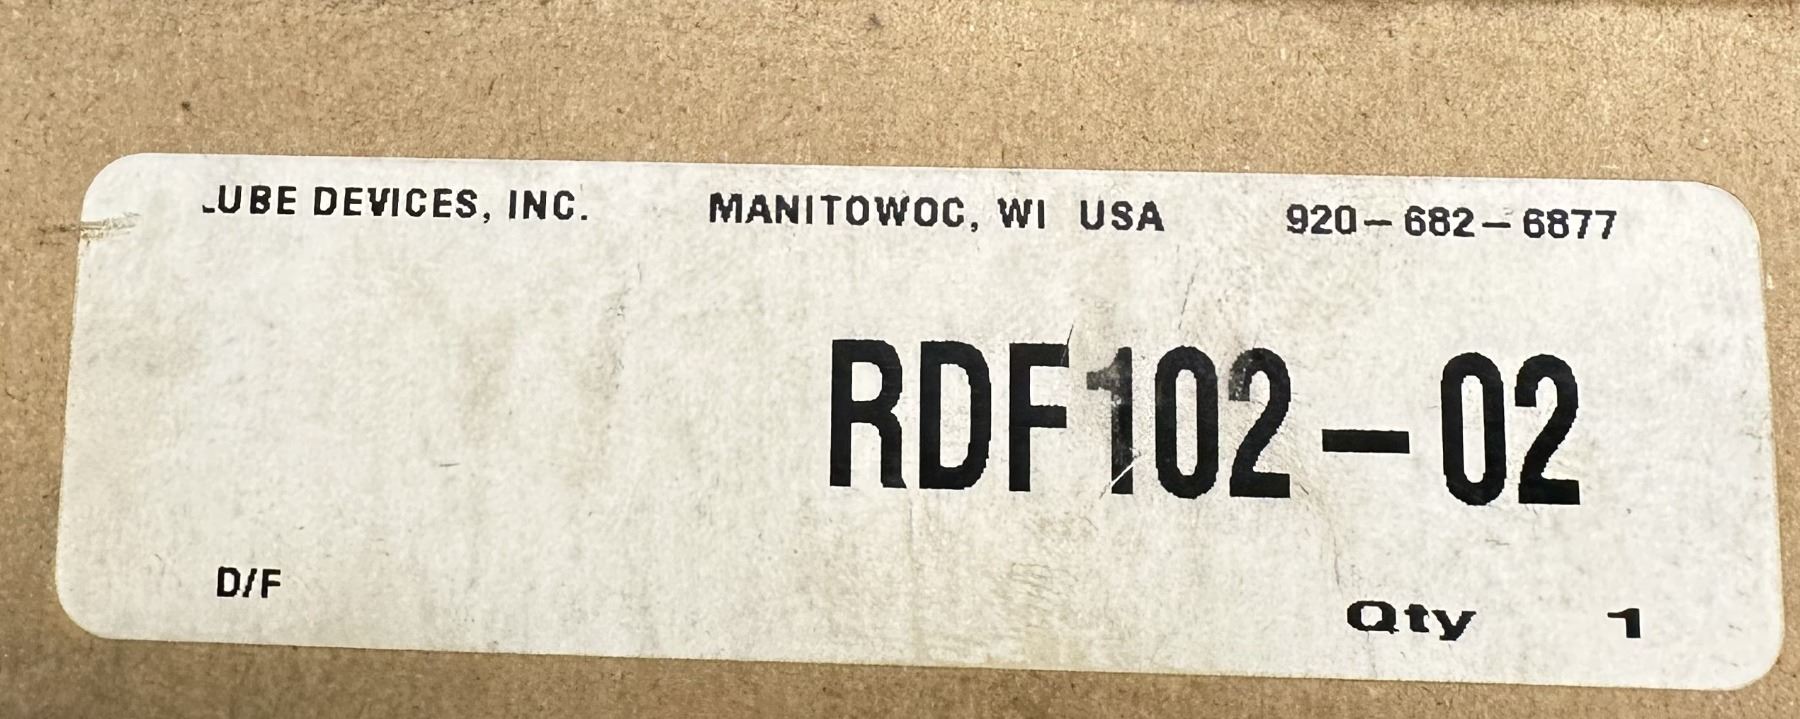 LUBE DEVICES, INC. MANITOWOC, WI USA 920-682-6877
RDF102-02
D/F
Qty 1